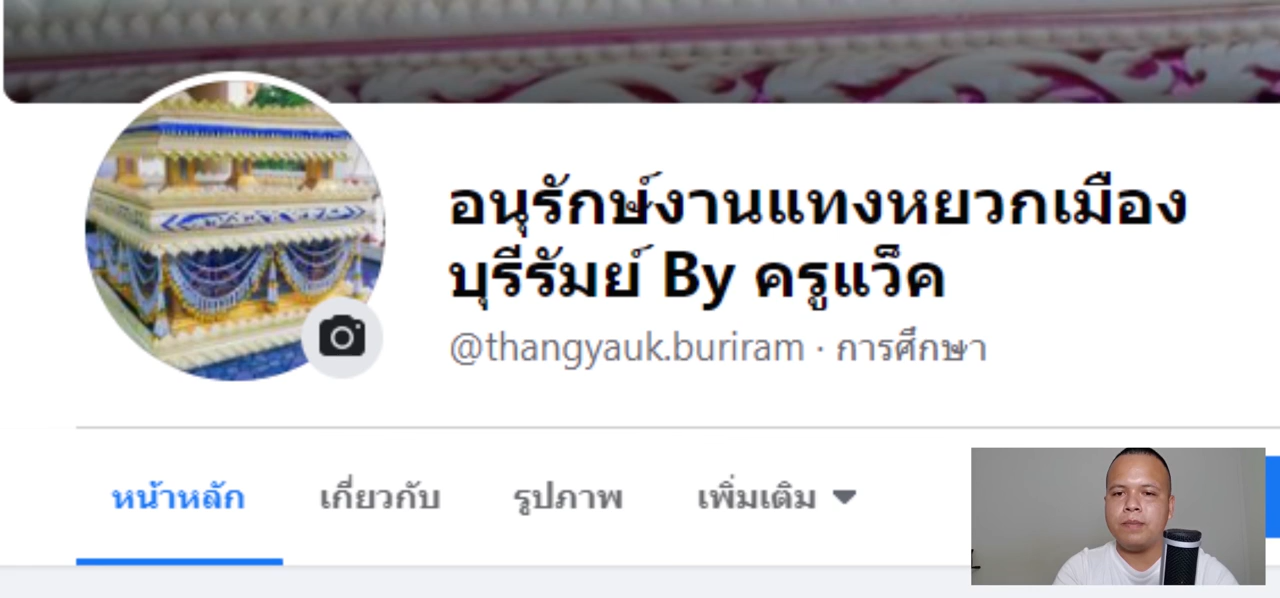 อนุรักษ์งานแทงหยวกเมือง
บุรีรัมย์ By ครูแว็ค
@thangyauk.buriram · การศึกษา
หน้าหลัก เกี่ยวกับ รูปภาพ เพิ่มเติม